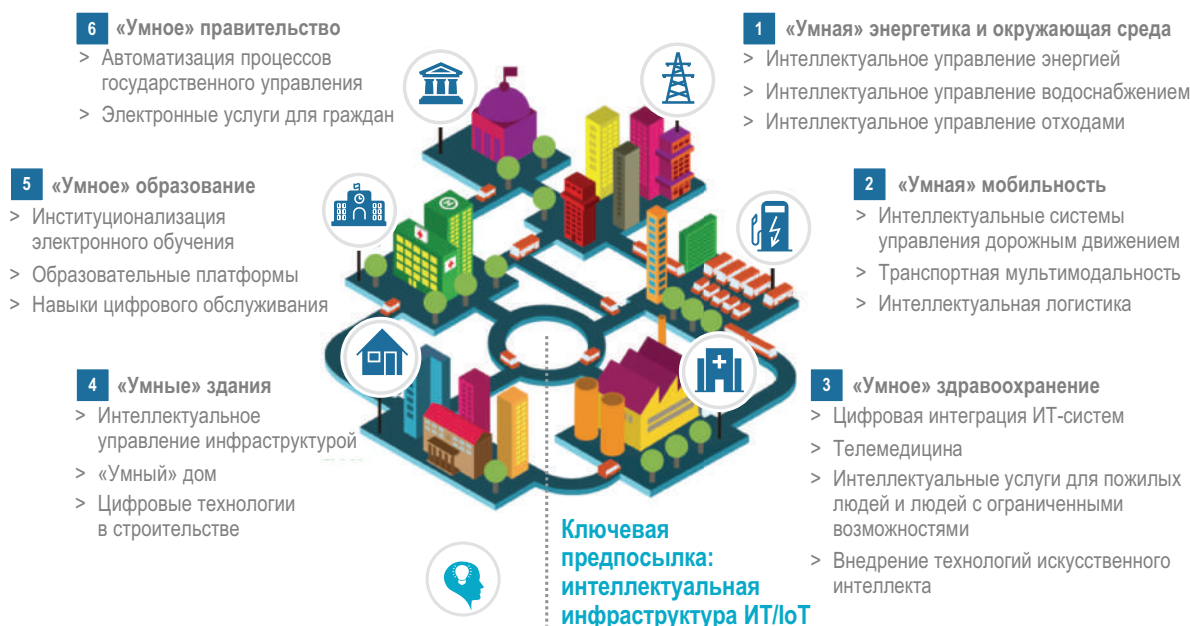 6 «Умное» правительство
> Автоматизация процессов
государственного управления
> Электронные услуги для граждан
1 «Умная» энергетика и окружающая среда
> Интеллектуальное управление энергией
> Интеллектуальное управление водоснабжением
> Интеллектуальное управление отходами
5 «Умное» образование
> Институционализация
электронного обучения
> Образовательные платформы
> Навыки цифрового обслуживания
2 «Умная» мобильность
> Интеллектуальные системы
управления дорожным движением
> Транспортная мультимодальность
> Интеллектуальная логистика
4 «Умные» здания
> Интеллектуальное
управление инфраструктурой
> «Умный» дом
> Цифровые технологии
в строительстве
3 «Умное» здравоохранение
> Цифровая интеграция ИТ-систем
> Телемедицина
> Интеллектуальные услуги для пожилых
людей и людей с ограниченными
возможностями
> Внедрение технологий искусственного
интеллекта
Ключевая
предпосылка:
интеллектуальная
инфраструктура ИТ/IoT